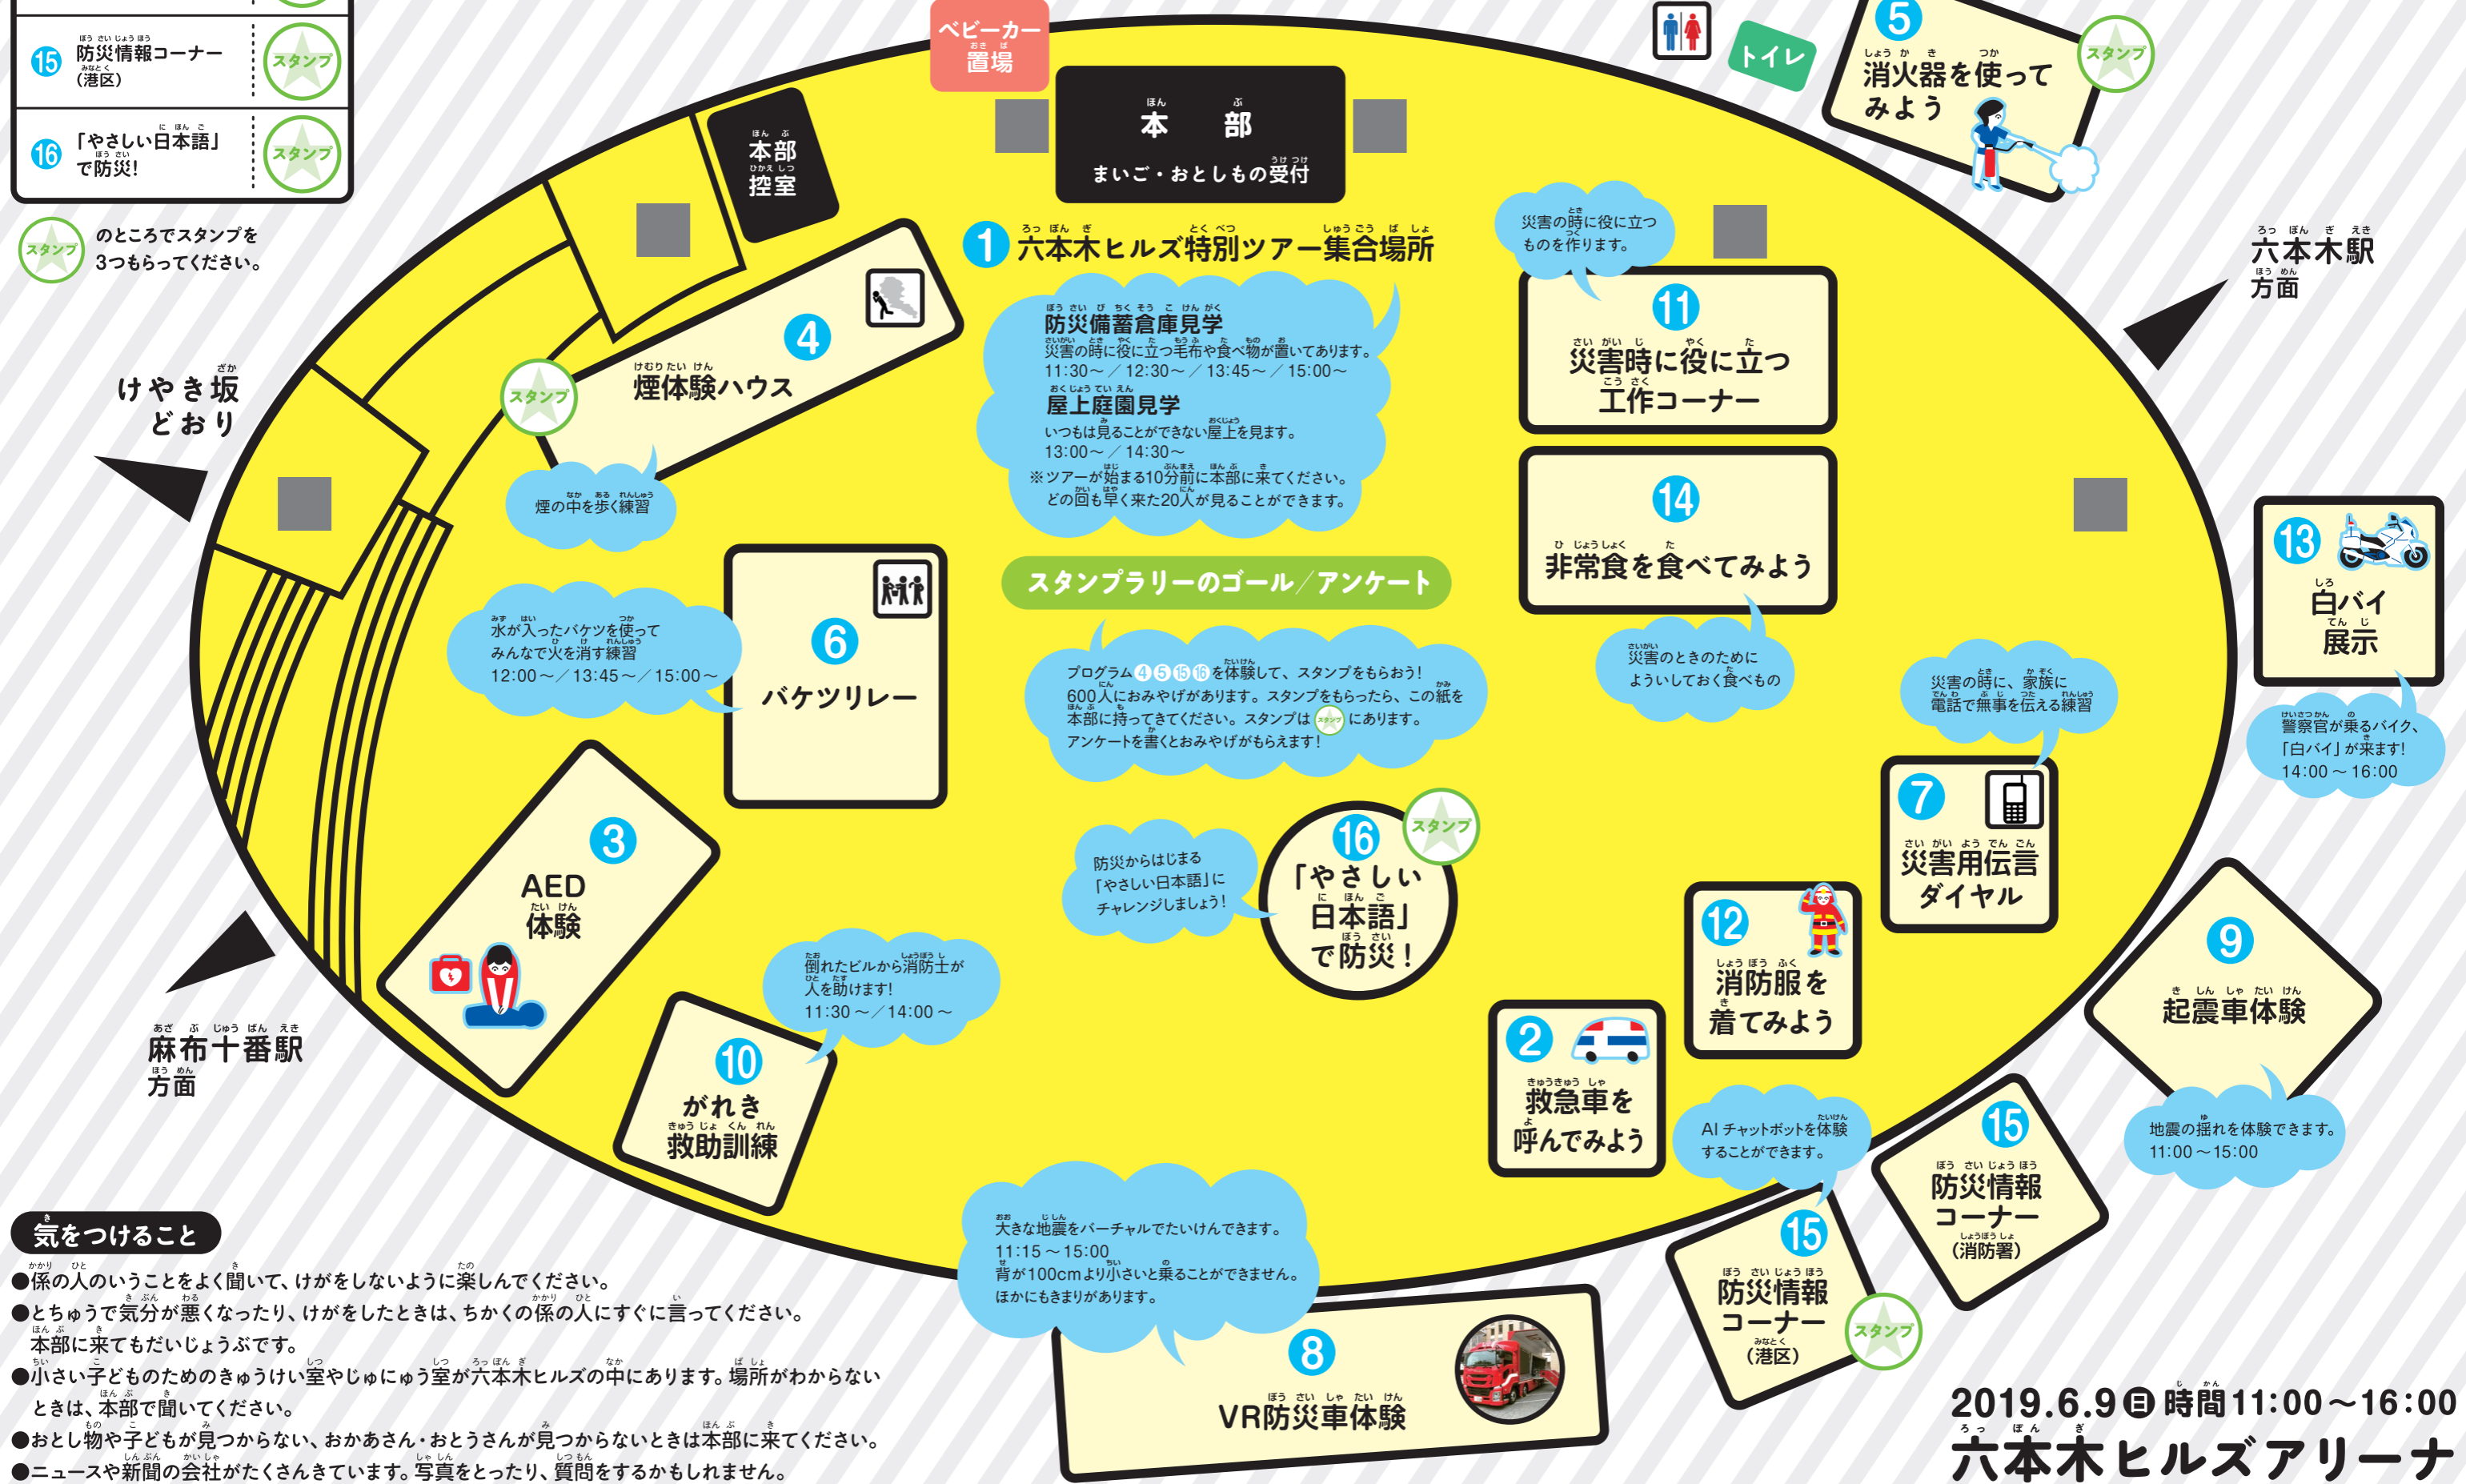 ⑮ 防災情報コーナー
(港区)
スタンプ
⑯ 「やさしい日本語」
で防災!
スタンプ
スタンプ のところでスタンプを
3つもらってください。
ベビーカー
置場
本部
控室
本 部
まいご・おとしもの受付
トイレ
⑤
消火器を使って
みよう
スタンプ
六本木駅
方面
けやき坂
どおり
麻布十番駅
方面
① 六本木ヒルズ特別ツアー集合場所
防災備蓄倉庫見学
災害の時に役に立つ毛布や食べ物が置いてあります。
11:30～／12:30～／13:45～／15:00～
屋上庭園見学
いつもは見ることができない屋上を見ます。
13:00～／14:30～
※ツアーが始まる10分前に本部に来てください。
どの回も早く来た20人が見ることができます。
④
煙体験ハウス
スタンプ
煙の中を歩く練習
災害の時に役に立つ
ものを作ります。
⑪
災害時に役に立つ
工作コーナー
⑭
非常食を食べてみよう
災害のときのために
よういしておく食べもの
スタンプラリーのゴール／アンケート
プログラム④⑤⑮⑯を体験して、スタンプをもらおう!
600人におみやげがあります。スタンプをもらったら、この紙を
本部に持ってきてください。スタンプは スタンプ にあります。
アンケートを書くとおみやげがもらえます!
水が入ったバケツを使って
みんなで火を消す練習
12:00～／13:45～／15:00～
⑥
バケツリレー
⑬
白バイ
展示
警察官が乗るバイク、
「白バイ」が来ます!
14:00～16:00
災害の時に、家族に
電話で無事を伝える練習
⑦
災害用伝言
ダイヤル
③
AED
体験
防災からはじまる
「やさしい日本語」に
チャレンジしましょう!
⑯
「やさしい
日本語」
で防災!
スタンプ
⑫
消防服を
着てみよう
⑨
起震車体験
地震の揺れを体験できます。
11:00～15:00
倒れたビルから消防士が
人を助けます!
11:30～／14:00～
⑩
がれき
救助訓練
②
救急車を
呼んでみよう
AI チャットボットを体験
することができます。
⑮
防災情報
コーナー
(消防署)
⑮
防災情報
コーナー
(港区)
スタンプ
大きな地震をバーチャルでたいけんできます。
11:15～15:00
背が100cmより小さいと乗ることができません。
ほかにもきまりがあります。
⑧
VR防災車体験
気をつけること
●係の人のいうことをよく聞いて、けがをしないように楽しんでください。
●とちゅうで気分が悪くなったり、けがをしたときは、ちかくの係の人にすぐに言ってください。
本部に来てもだいじょうぶです。
●小さい子どものためのきゅうけい室やじゅにゅう室が六本木ヒルズの中にあります。場所がわからない
ときは、本部で聞いてください。
●おとし物や子どもが見つからない、おかあさん・おとうさんが見つからないときは本部に来てください。
●ニュースや新聞の会社がたくさんきています。写真をとったり、質問をするかもしれません。
2019.6.9日 時間11:00～16:00
六本木ヒルズアリーナ